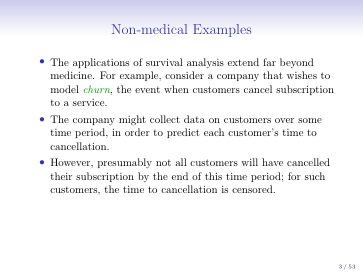 Non-medical Examples
• The applications of survival analysis extend far beyond
medicine. For example, consider a company that wishes to
model churn, the event when customers cancel subscription
to a service.
• The company might collect data on customers over some
time period, in order to predict each customer's time to
cancellation.
• However, presumably not all customers will have cancelled
their subscription by the end of this time period; for such
customers, the time to cancellation is censored.
3 / 53